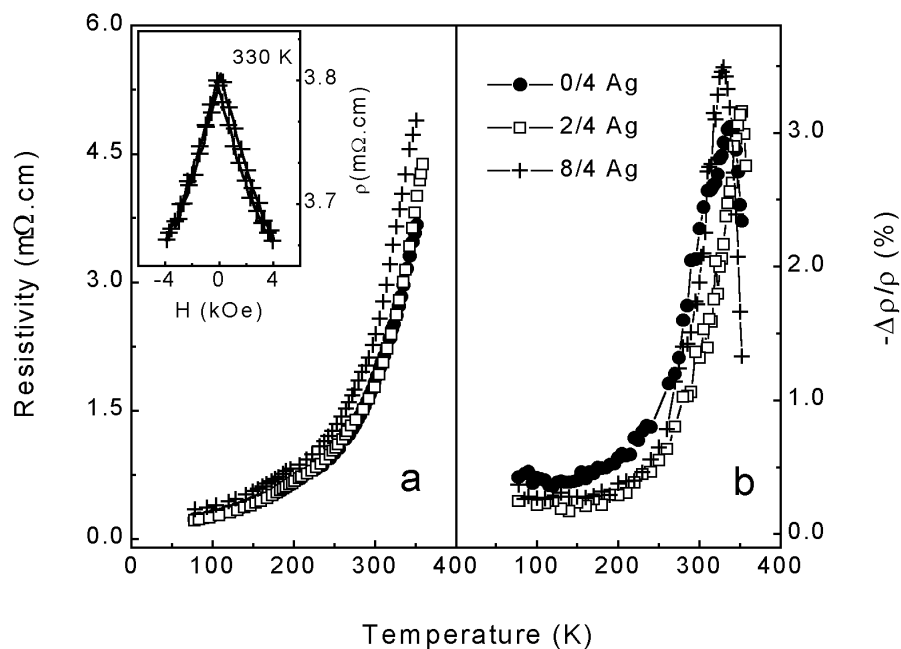 6.0
4.5
3.0
1.5
0.0
Resistivity (mΩ.cm)
330 K
3.8
3.7
ρ(mΩ.cm)
-4 0 4
H (kOe)
a
0/4 Ag
2/4 Ag
8/4 Ag
b
3.0
2.0
1.0
0.0
-Δρ/ρ (%)
0 100 200 300 400 0 100 200 300 400
Temperature (K)